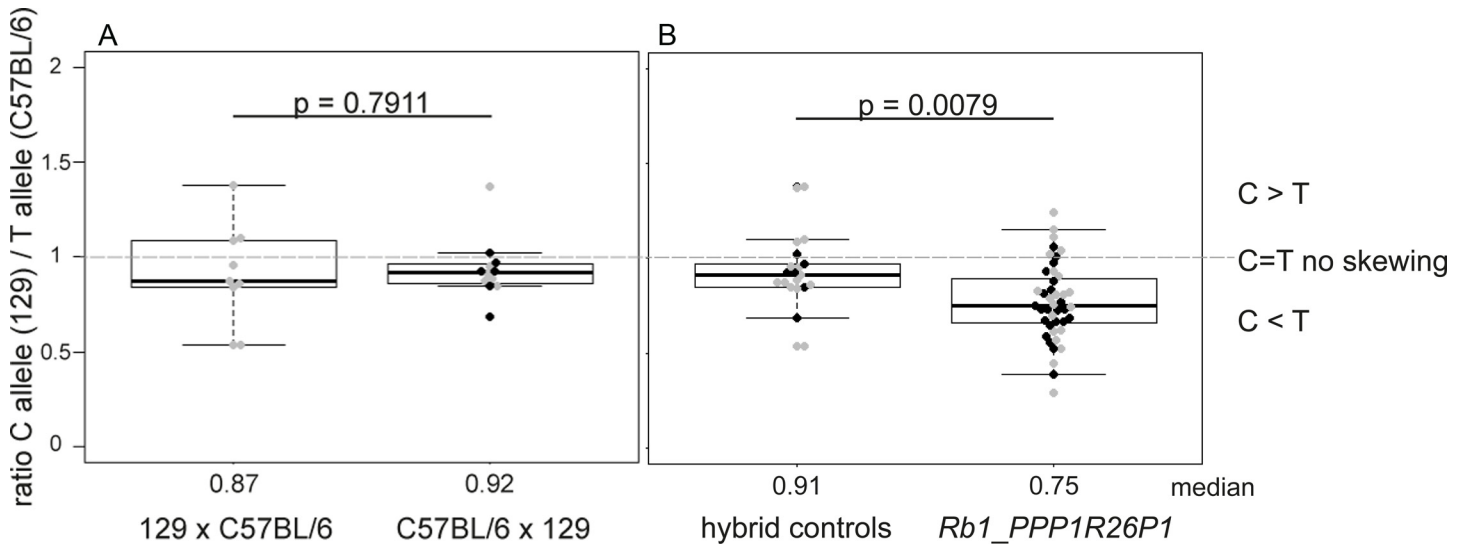 A
B
ratio C allele (129) / T allele (C57BL/6)
2
1.5
1
0.5
0
p = 0.7911
p = 0.0079
C > T
C=T no skewing
C < T
0.87
0.92
0.91
0.75
median
129 x C57BL/6
C57BL/6 x 129
hybrid controls
Rb1_PPP1R26P1